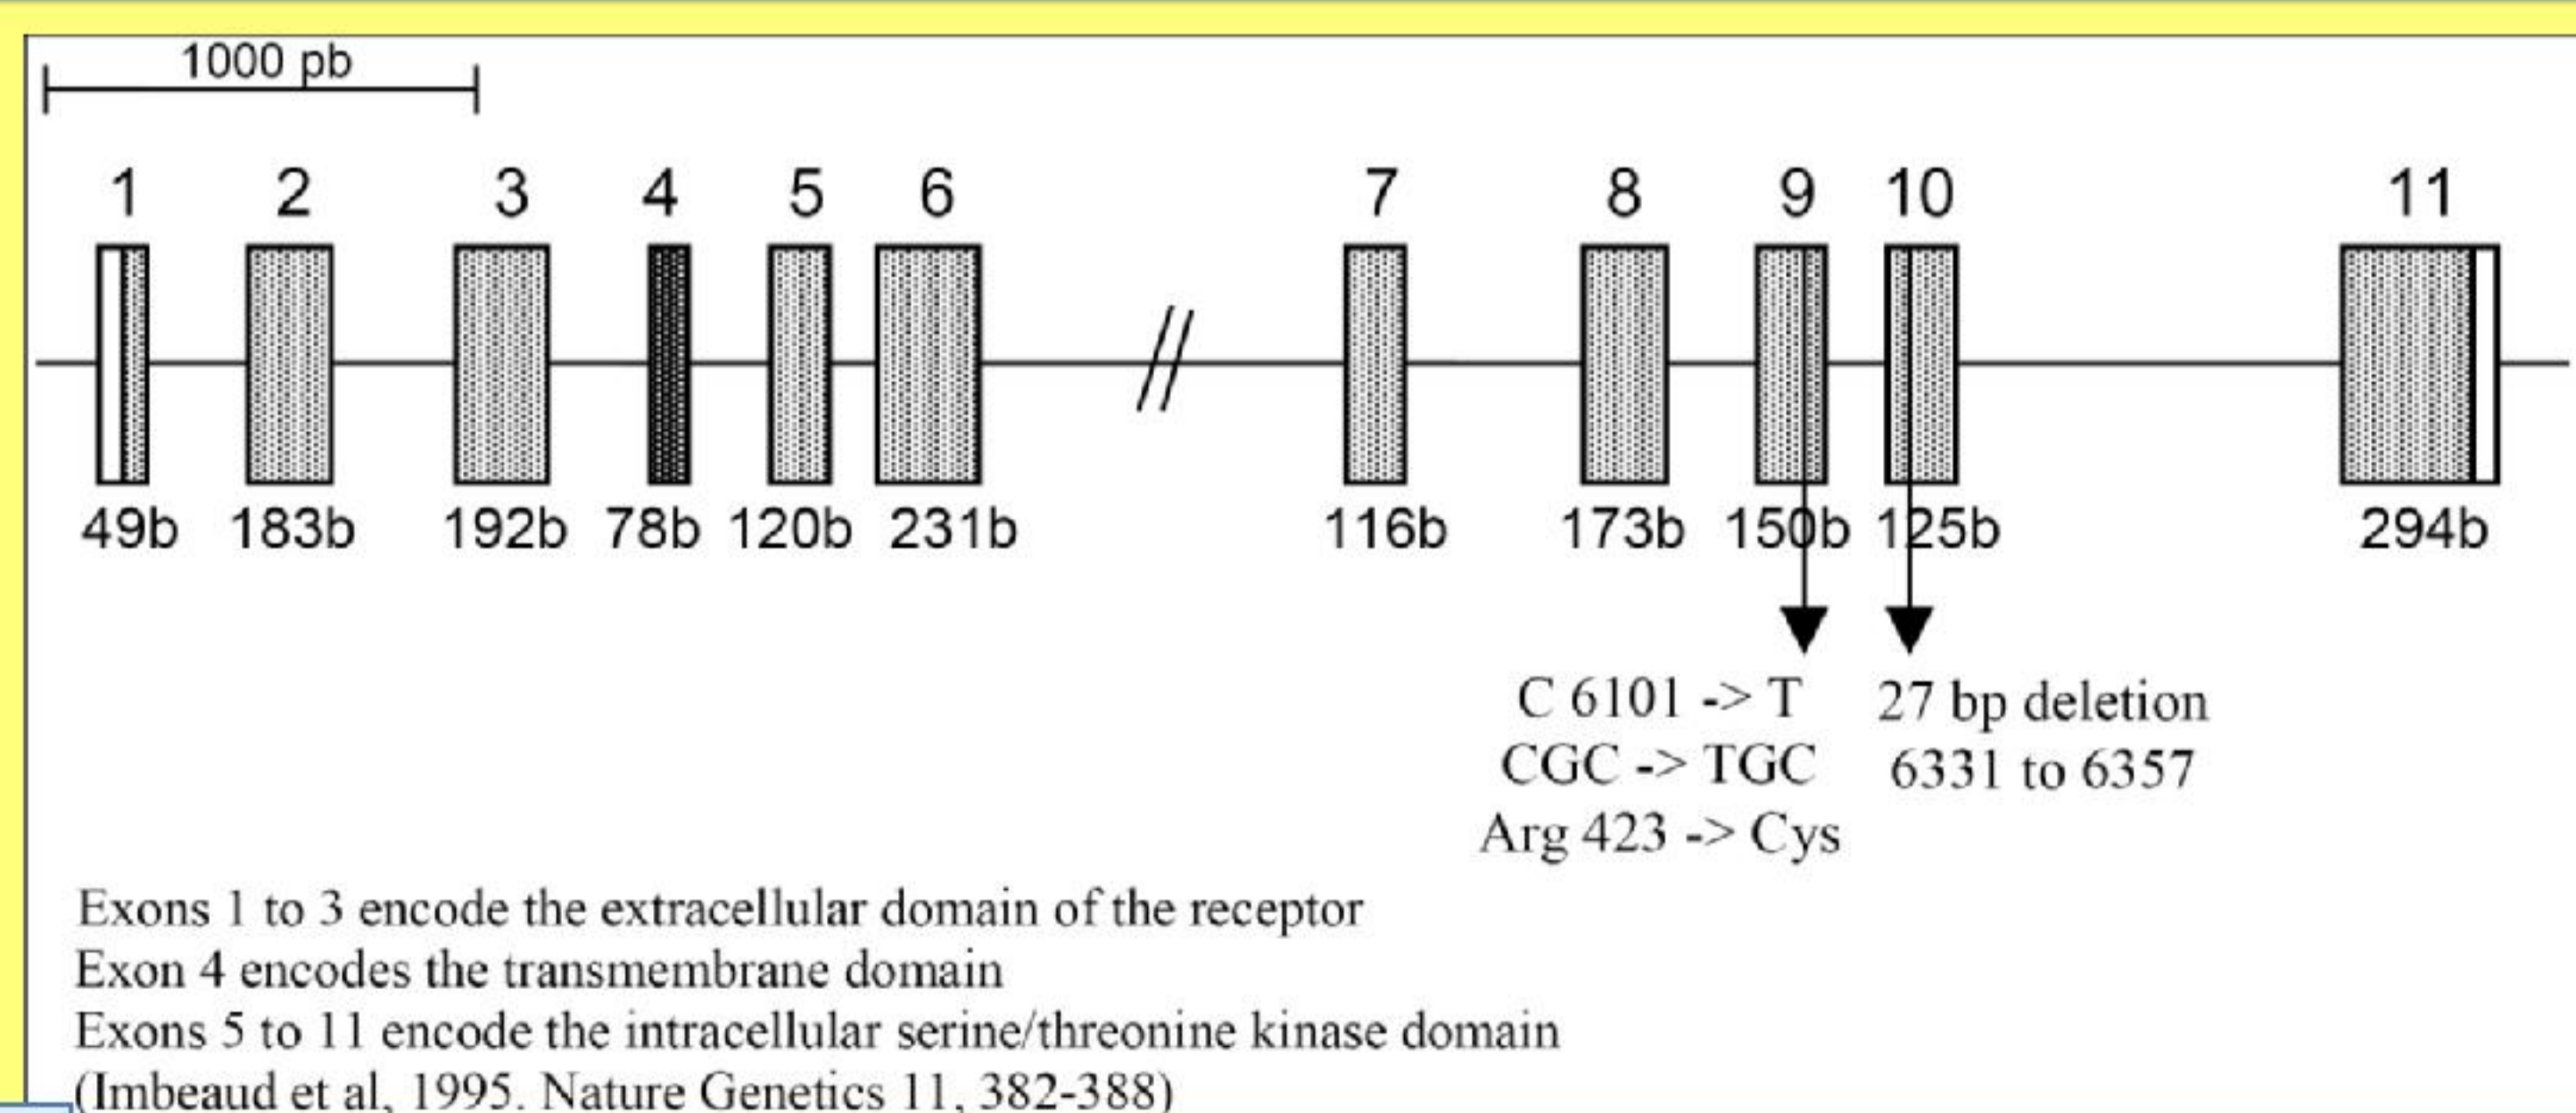 1000 pb
1 2 3 4 5 6 7 8 9 10 11
//
49b 183b 192b 78b 120b 231b 116b 173b 150b 125b 294b
C 6101 -> T 27 bp deletion
CGC -> TGC 6331 to 6357
Arg 423 -> Cys
Exons 1 to 3 encode the extracellular domain of the receptor
Exon 4 encodes the transmembrane domain
Exons 5 to 11 encode the intracellular serine/threonine kinase domain
(Imbeaud et al, 1995. Nature Genetics 11, 382-388)